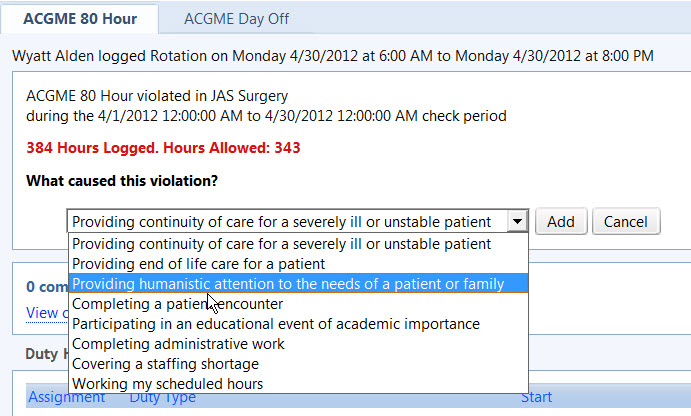 ACGME 80 Hour
ACGME Day Off
Wyatt Alden logged Rotation on Monday 4/30/2012 at 6:00 AM to Monday 4/30/2012 at 8:00 PM
ACGME 80 Hour violated in JAS Surgery
during the 4/1/2012 12:00:00 AM to 4/30/2012 12:00:00 AM check period
384 Hours Logged. Hours Allowed: 343
What caused this violation?
Providing continuity of care for a severely ill or unstable patient
Add
Cancel
Providing continuity of care for a severely ill or unstable patient
Providing end of life care for a patient
Providing humanistic attention to the needs of a patient or family
Completing a patient encounter
Participating in an educational event of academic importance
Completing administrative work
Covering a staffing shortage
Working my scheduled hours
0 com
View
Duty
Assignment Duty Type Start